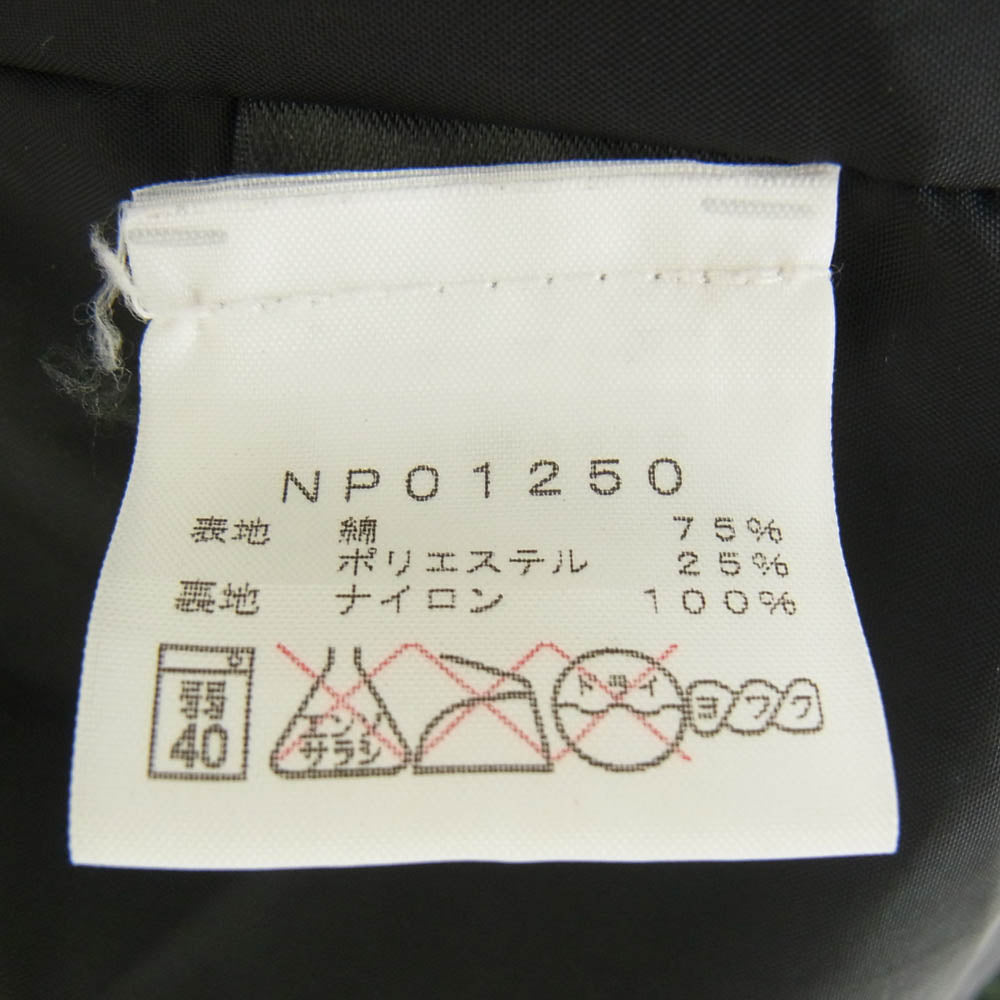 NP01250
表地 綿 75%
ポリエステル 25%
裏地 ナイロン 100%
弱 40 エンソ サラシ ドライ ヨワク